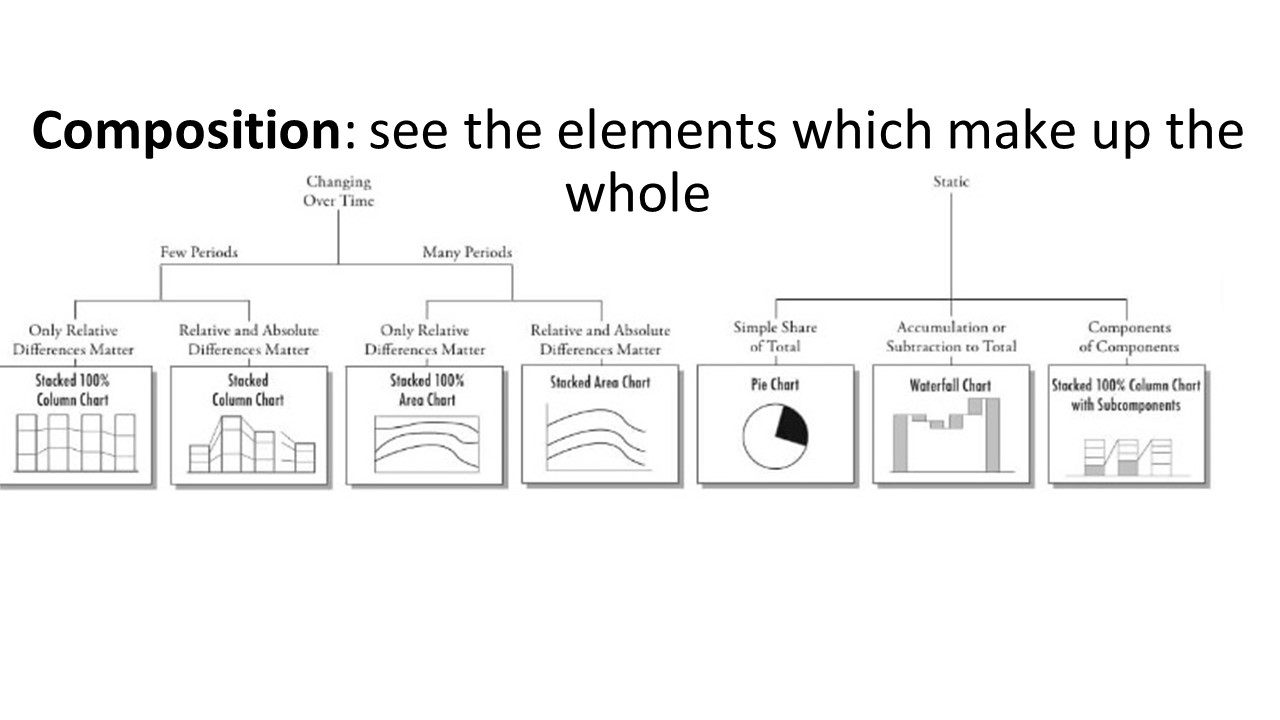 Composition: see the elements which make up the
whole
Changing
Over Time
Static
Few Periods
Many Periods
Only Relative
Differences Matter
Relative and Absolute
Differences Matter
Only Relative
Differences Matter
Relative and Absolute
Differences Matter
Simple Share
of Total
Accumulation or
Subtraction to Total
Components
of Components
Stacked 100%
Column Chart
Stacked
Column Chart
Stacked 100%
Area Chart
Stacked Area Chart
Pie Chart
Waterfall Chart
Stacked 100% Column Chart
with Subcomponents